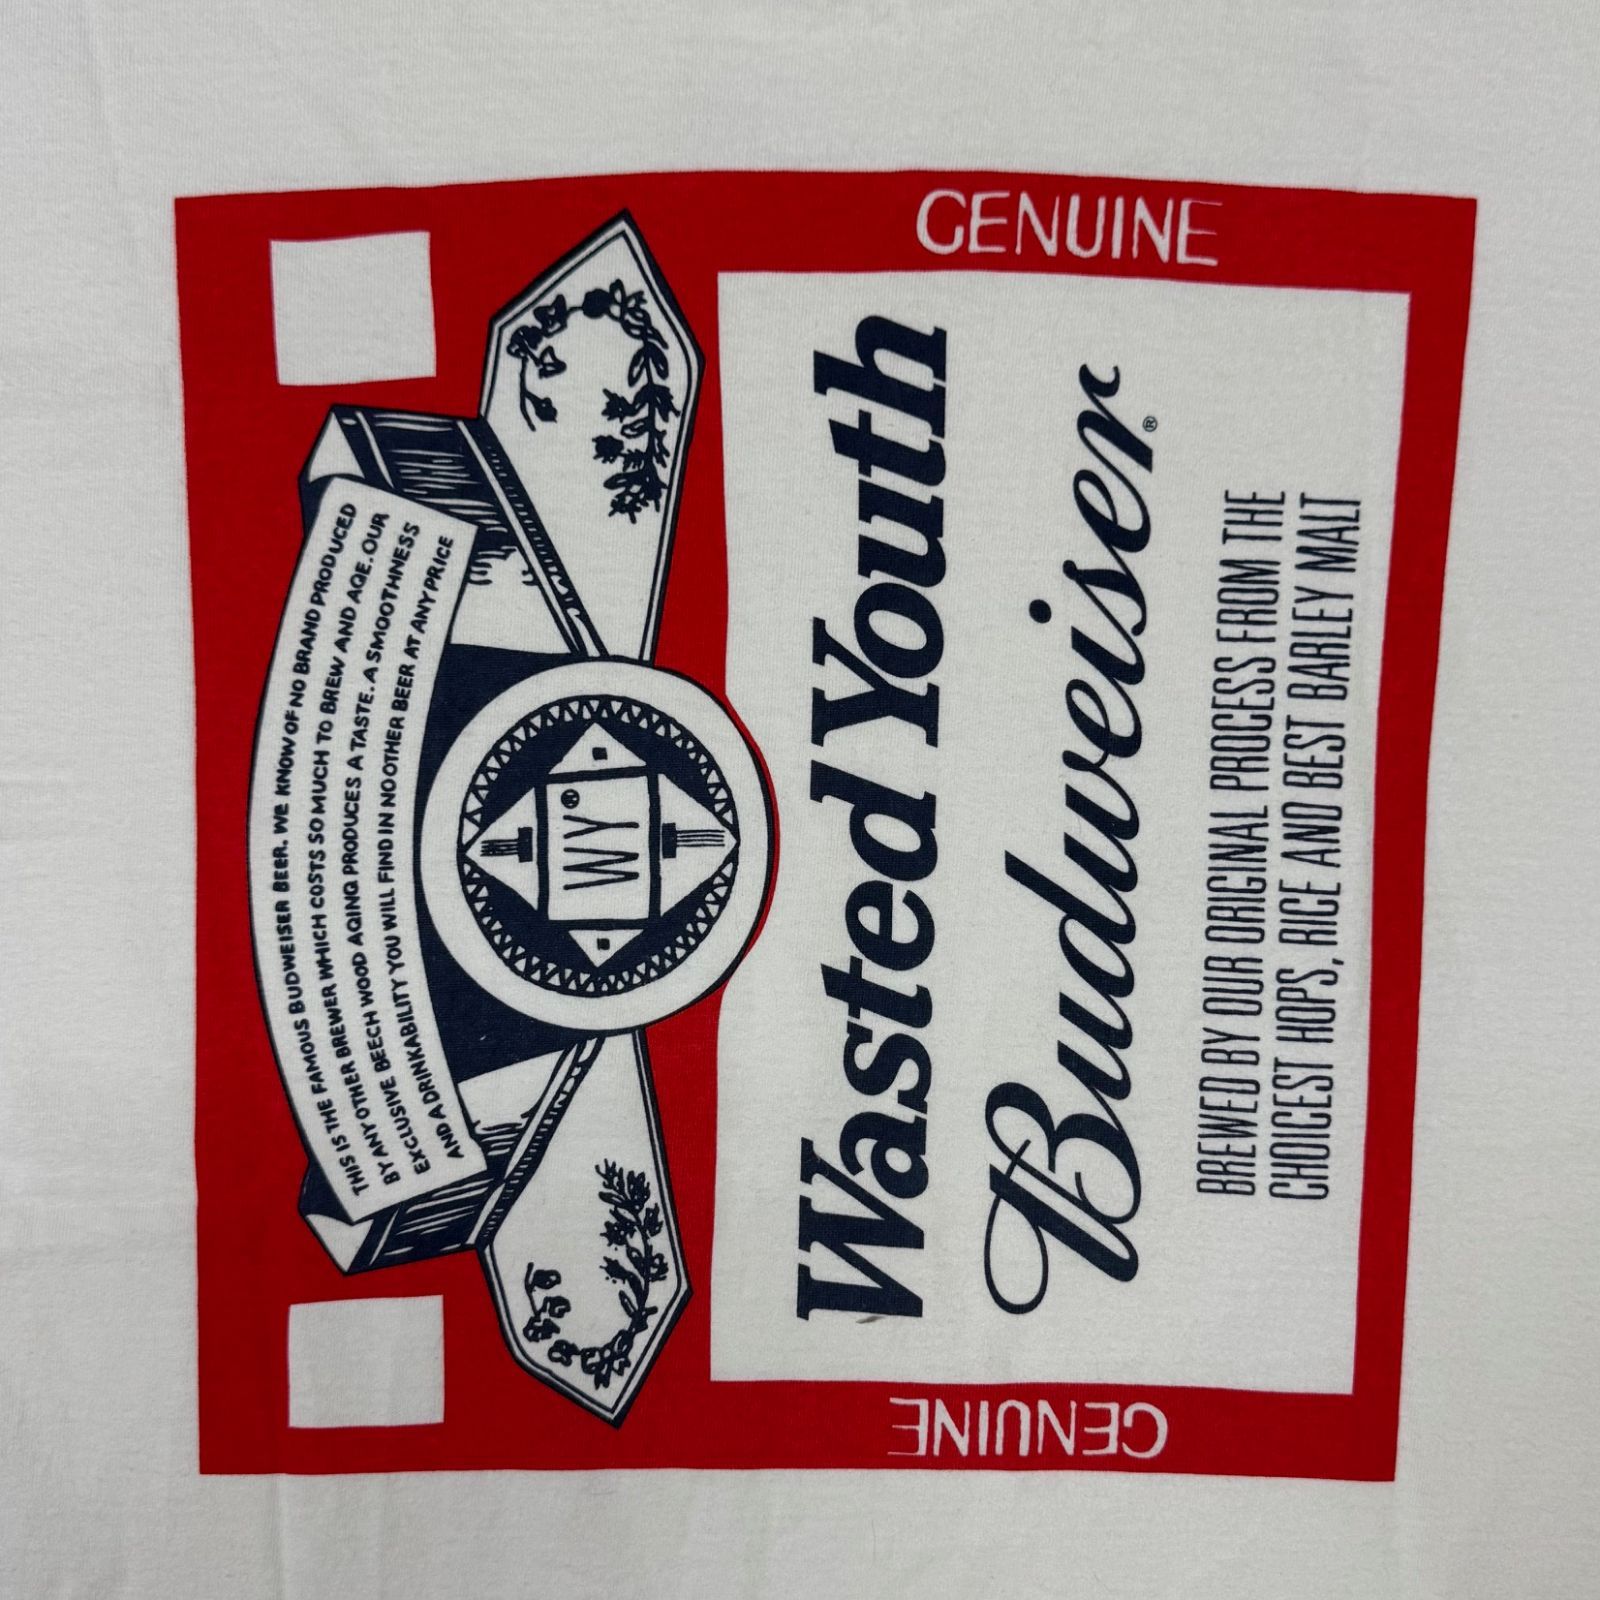 THIS IS THE FAMOUS BUDWEISER BEER. WE KNOW OF NO BRAND PRODUCED
BY ANY OTHER BREWER WHICH COSTS SO MUCH TO BREW AND AGE. OUR
EXCLUSIVE BEECH WOOD AGING PRODUCES A TASTE. A SMOOTHNESS
AND A DRINKABILITY YOU WILL FIND IN NO OTHER BEER AT ANY PRICE
WY®
GENUINE
GENUINE
Wasted Youth
Budweiser®
BREWED BY OUR ORIGINAL PROCESS FROM THE
CHOICEST HOPS, RICE AND BEST BARLEY MALT